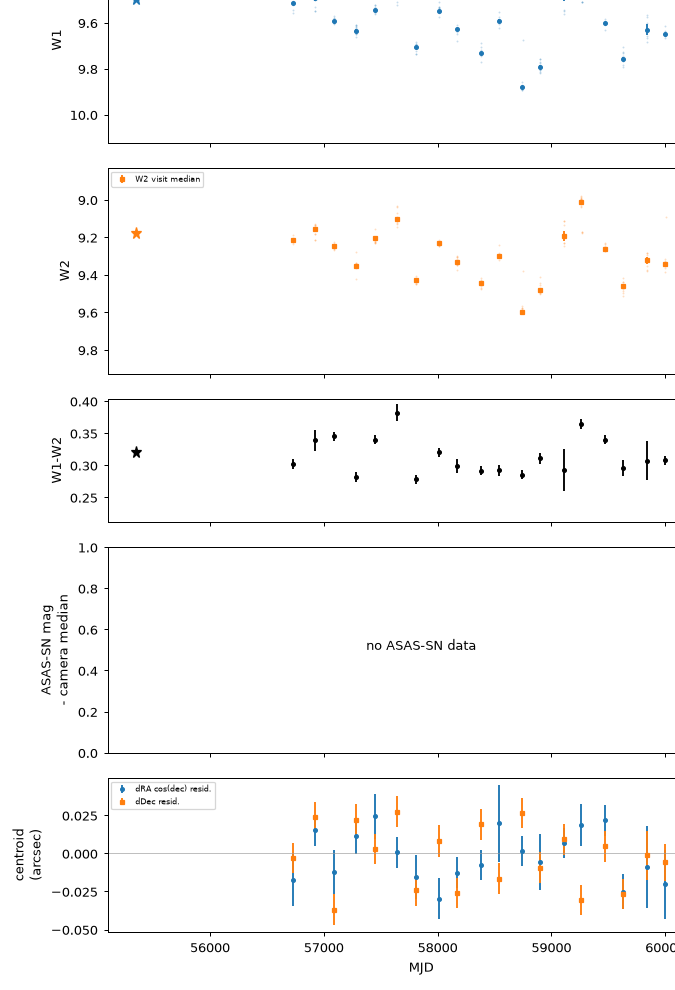 9.6
9.8
10.0
W1
W2 visit median
9.0
9.2
9.4
9.6
9.8
W2
0.40
0.35
0.30
0.25
W1-W2
1.0
0.8
0.6
0.4
0.2
0.0
ASAS-SN mag
- camera median
no ASAS-SN data
dRA cos(dec) resid.
dDec resid.
0.025
0.000
−0.025
−0.050
centroid
(arcsec)
56000
57000
58000
59000
6000
MJD